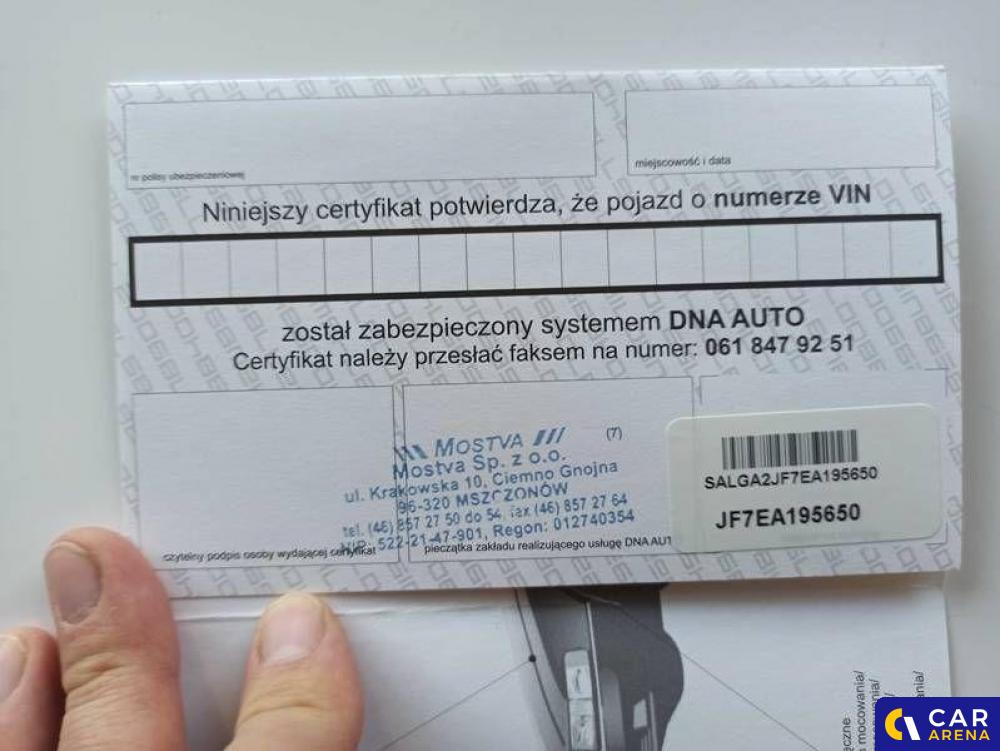 nr polisy ubezpieczeniowej
miejscowość i data
Niniejszy certyfikat potwierdza, że pojazd o numerze VIN
został zabezpieczony systemem DNA AUTO
Certyfikat należy przesłać faksem na numer: 061 847 92 51
MOSTVA (7)
Mostva Sp. z o.o.
ul. Krakowska 10, Ciemno Gnojna
96-320 MSZCZONÓW
tel. (46) 857 27 50 do 54, fax (46) 857 27 64
NIP: 522-21-47-901, Regon: 012740354
czytelny podpis osoby wydającej certyfikat
pieczątka zakładu realizującego usługę DNA AUT
SALGA2JF7EA195650
JF7EA195650
mocowania/
CAR
ARENA